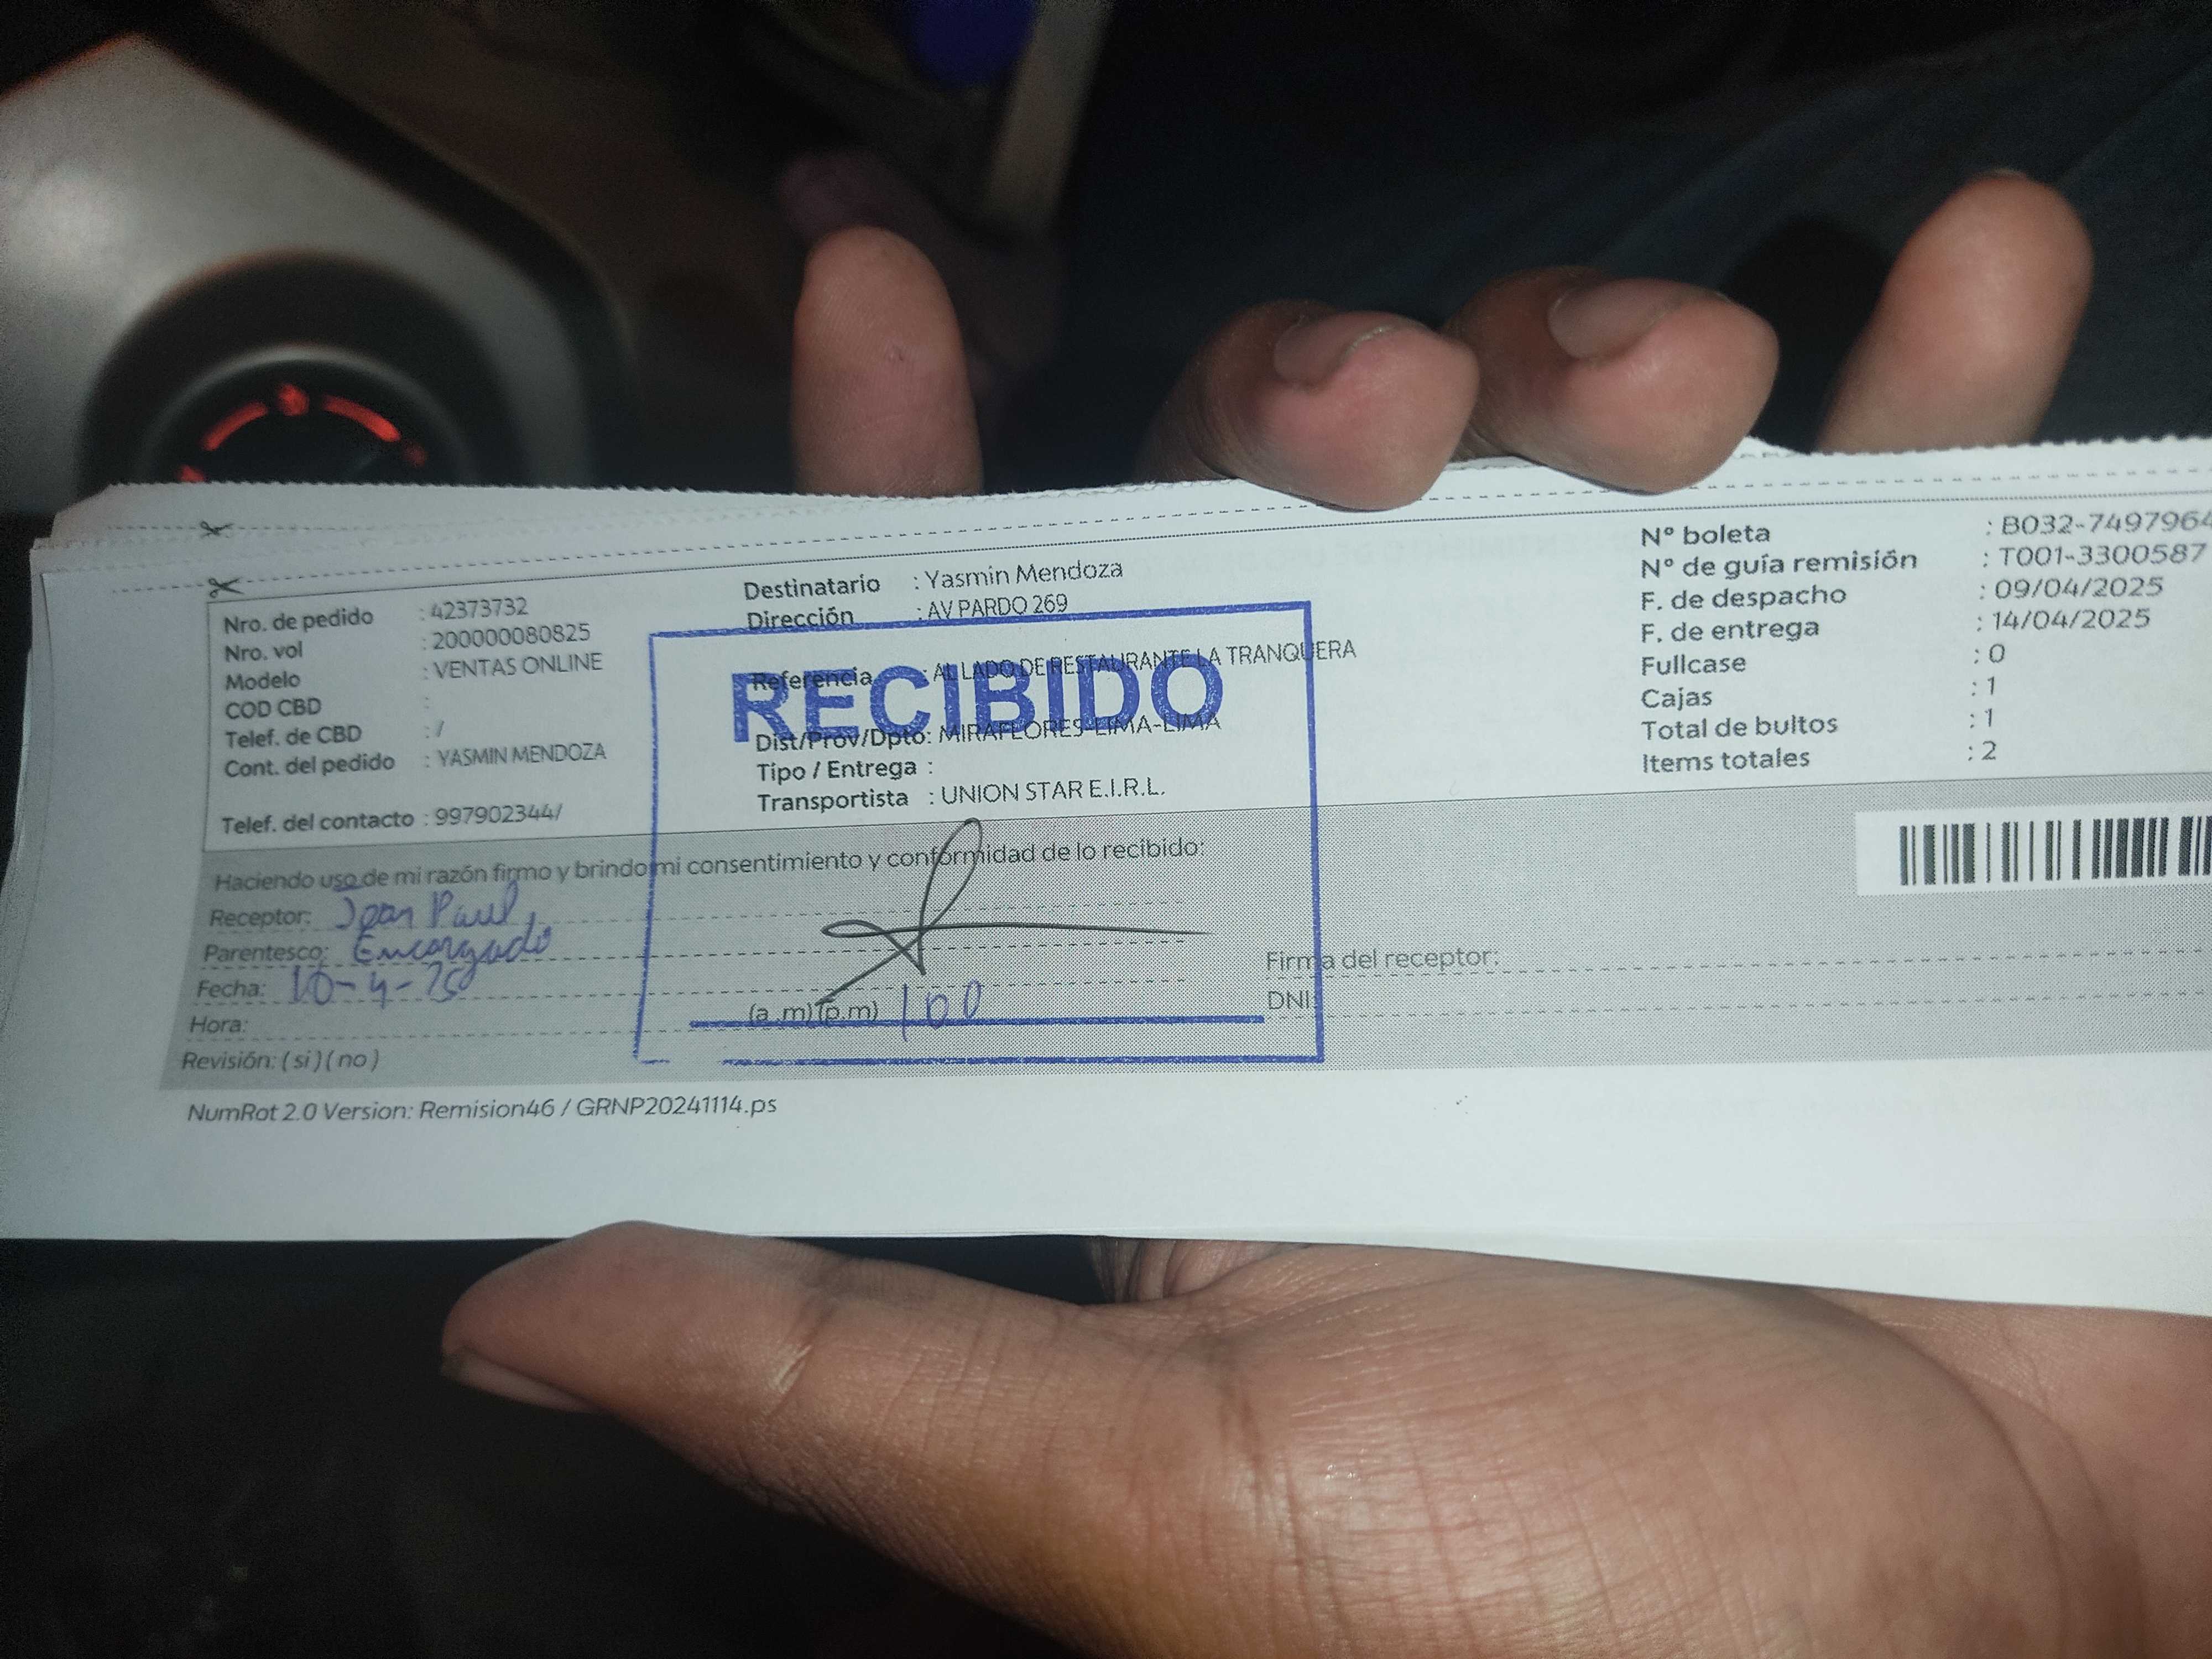 Nro. de pedido : 42373732
Nro. vol : 200000080825
Modelo : VENTAS ONLINE
COD CBD :
Telef. de CBD : /
Cont. del pedido : YASMIN MENDOZA
Telef. del contacto : 997902344/
Destinatario : Yasmin Mendoza
Dirección : AV PARDO 269
Referencia : AL LADO DE RESTAURANTE LA TRANQUERA
Dist/Prov/Dpto: MIRAFLORES-LIMA-LIMA
Tipo / Entrega :
Transportista : UNION STAR E.I.R.L.
RECIBIDO
N° boleta : B032-7497964
N° de guía remisión : T001-3300587
F. de despacho : 09/04/2025
F. de entrega : 14/04/2025
Fullcase : 0
Cajas : 1
Total de bultos : 1
Items totales : 2
Haciendo uso de mi razón firmo y brindo mi consentimiento y conformidad de lo recibido:
Receptor: Jean Paul
Parentesco: Encargado
Fecha: 10-4-25
Hora: (a.m)(p.m) 100
Revisión: (si) (no)
Firma del receptor:
DNI:
NumRot 2.0 Version: Remision46 / GRNP20241114.ps